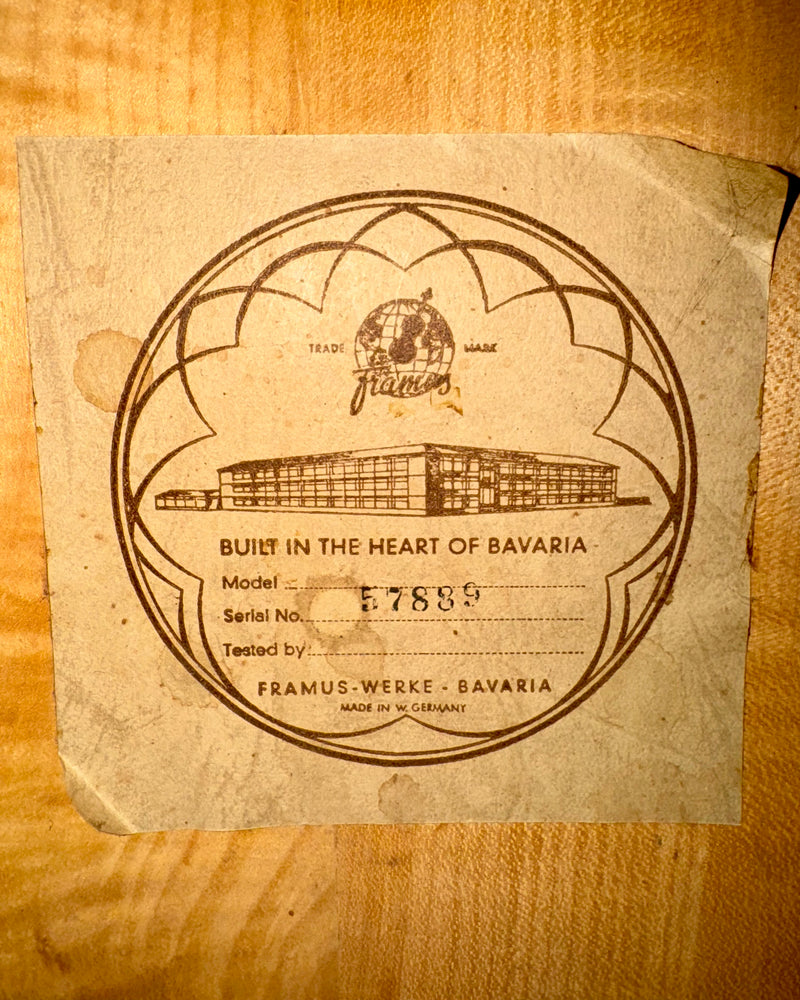 TRADE MARK
Framus
BUILT IN THE HEART OF BAVARIA
Model
57889
Serial No.
Tested by:
FRAMUS-WERKE - BAVARIA
MADE IN W. GERMANY